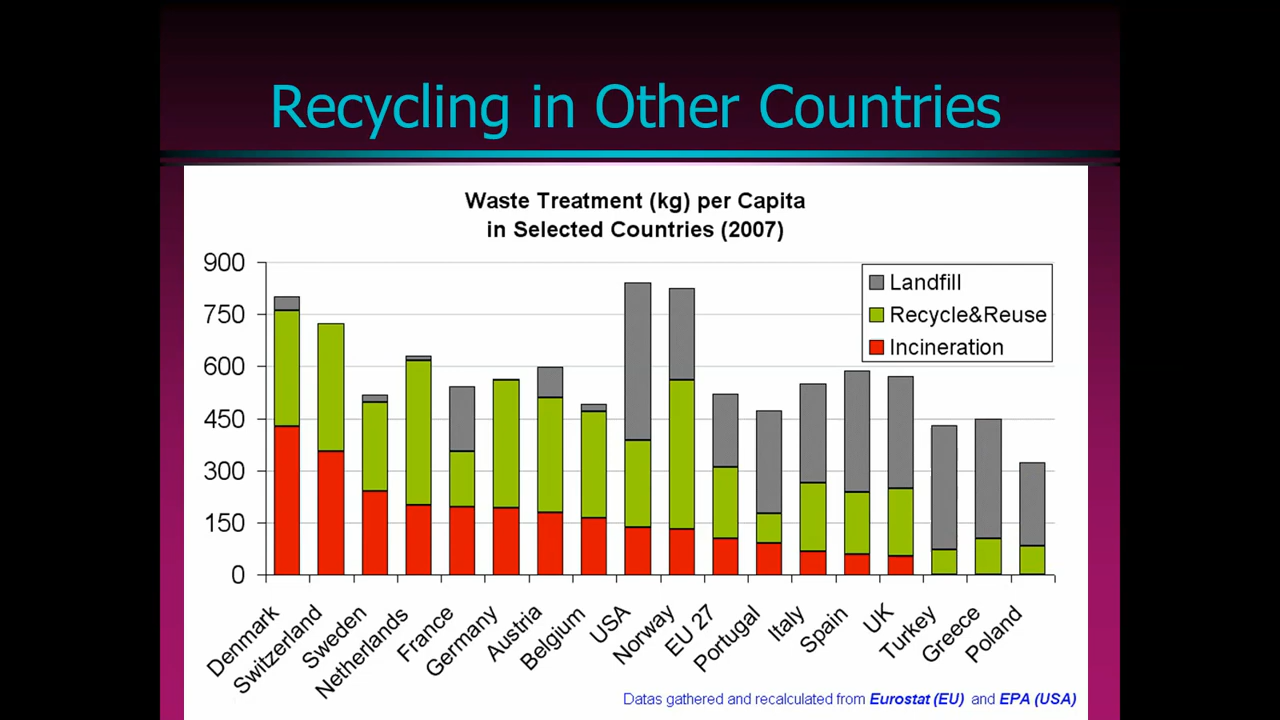 Recycling in Other Countries
Waste Treatment (kg) per Capita
in Selected Countries (2007)
900
750
600
450
300
150
0
Landfill
Recycle&Reuse
Incineration
Denmark
Switzerland
Sweden
Netherlands
France
Germany
Austria
Belgium
USA
Norway
EU 27
Portugal
Italy
Spain
UK
Turkey
Greece
Poland
Datas gathered and recalculated from Eurostat (EU) and EPA (USA)